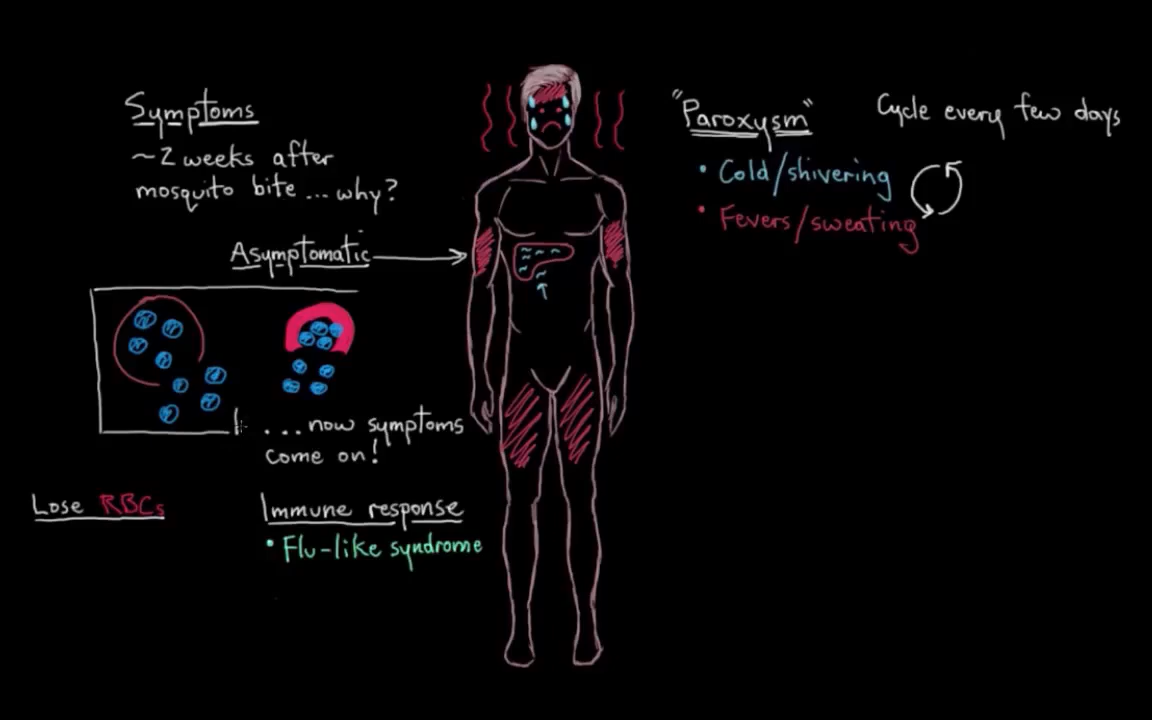 Symptoms
~2 weeks after
mosquito bite ... why?
Asymptomatic
... now symptoms
come on!
Lose RBCs
Immune response
• Flu-like syndrome
"Paroxysm"
Cycle every few days
• Cold/shivering
• Fevers/sweating